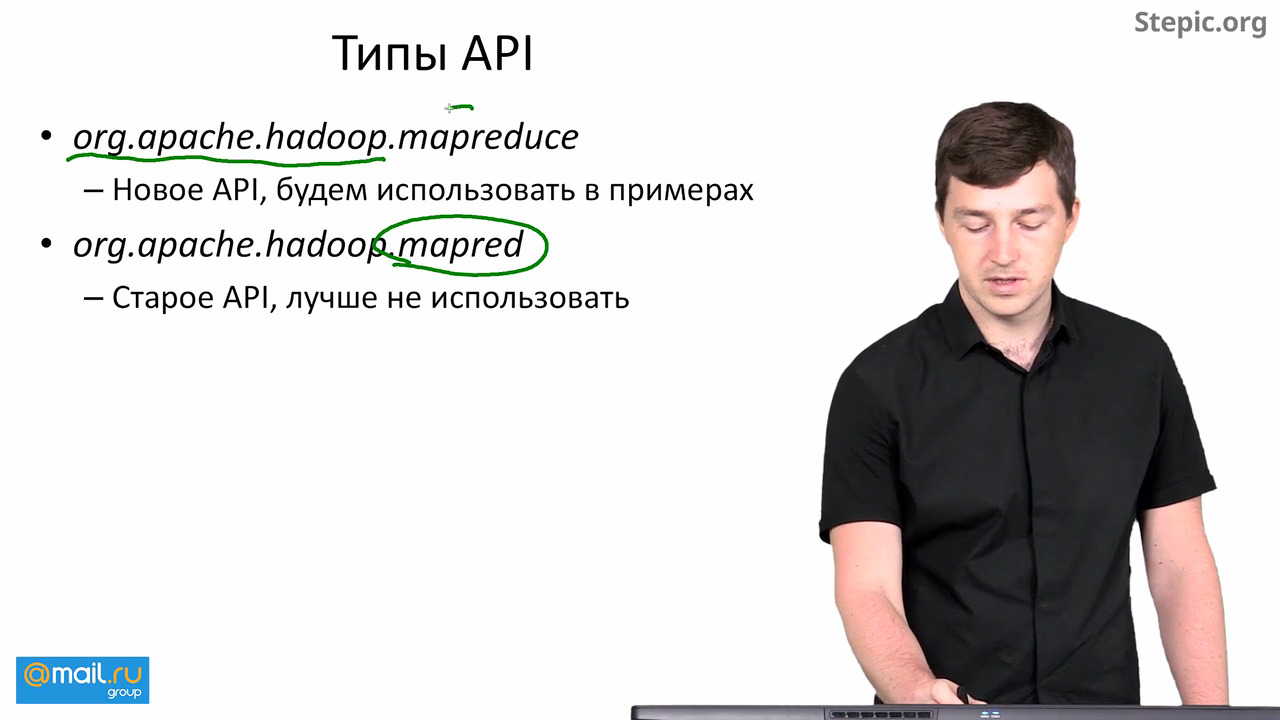 Stepic.org
Типы API
• org.apache.hadoop.mapreduce
– Новое API, будем использовать в примерах
• org.apache.hadoop.mapred
– Старое API, лучше не использовать
@mail.ru
group